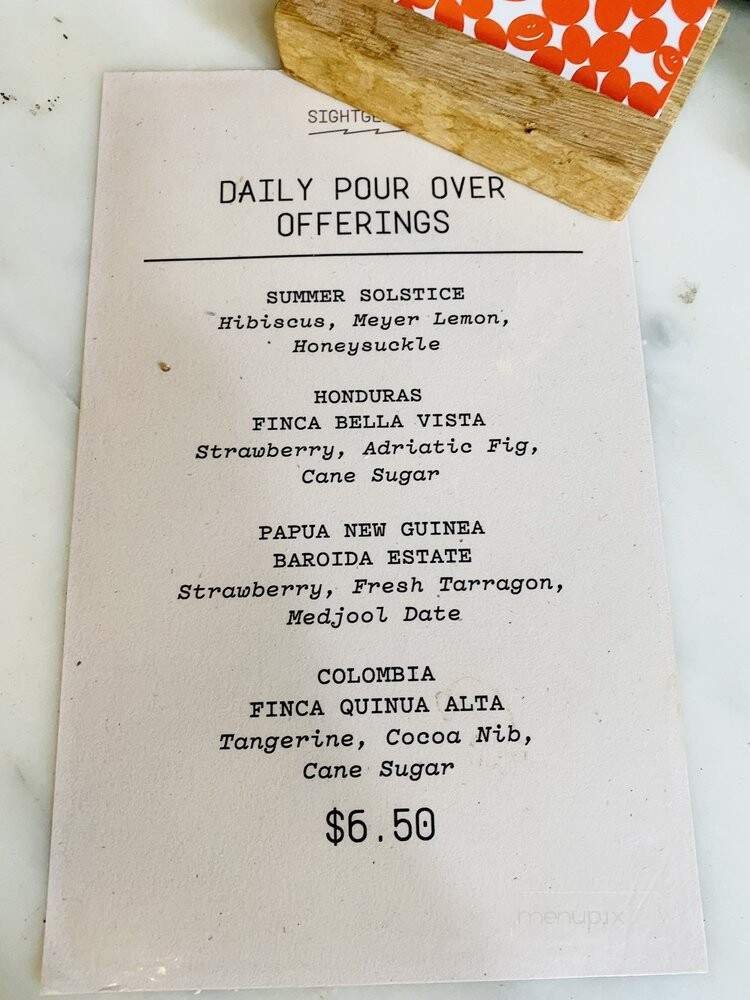 DAILY POUR OVER
OFFERINGS
SUMMER SOLSTICE
Hibiscus, Meyer Lemon,
Honeysuckle
HONDURAS
FINCA BELLA VISTA
Strawberry, Adriatic Fig,
Cane Sugar
PAPUA NEW GUINEA
BAROIDA ESTATE
Strawberry, Fresh Tarragon,
Medjool Date
COLOMBIA
FINCA QUINUA ALTA
Tangerine, Cocoa Nib,
Cane Sugar
$6.50
menupix